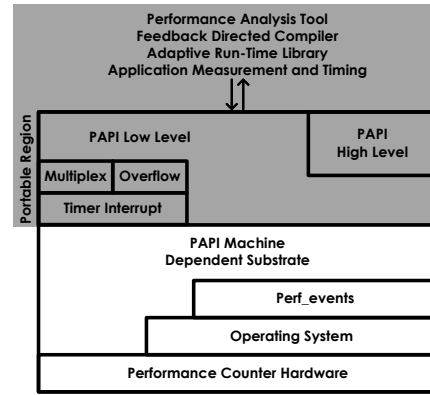 Performance Analysis Tool
Feedback Directed Compiler
Adaptive Run-Time Library
Application Measurement and Timing
Portable Region
PAPI Low Level
PAPI
High Level
Multiplex
Overflow
Timer Interrupt
PAPI Machine
Dependent Substrate
Perf_events
Operating System
Performance Counter Hardware